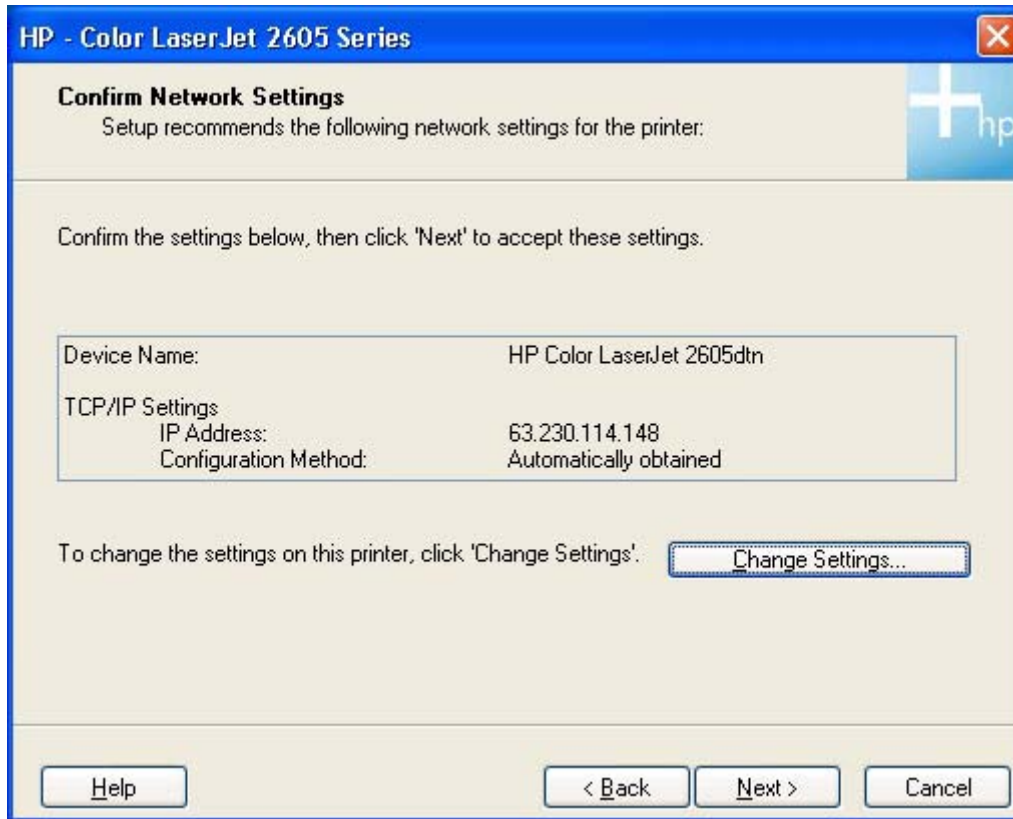 HP - Color LaserJet 2605 Series
Confirm Network Settings
Setup recommends the following network settings for the printer:
hp
Confirm the settings below, then click 'Next' to accept these settings.
Device Name: HP Color LaserJet 2605dtn
TCP/IP Settings
IP Address: 63.230.114.148
Configuration Method: Automatically obtained
To change the settings on this printer, click 'Change Settings'. Change Settings...
Help < Back Next > Cancel